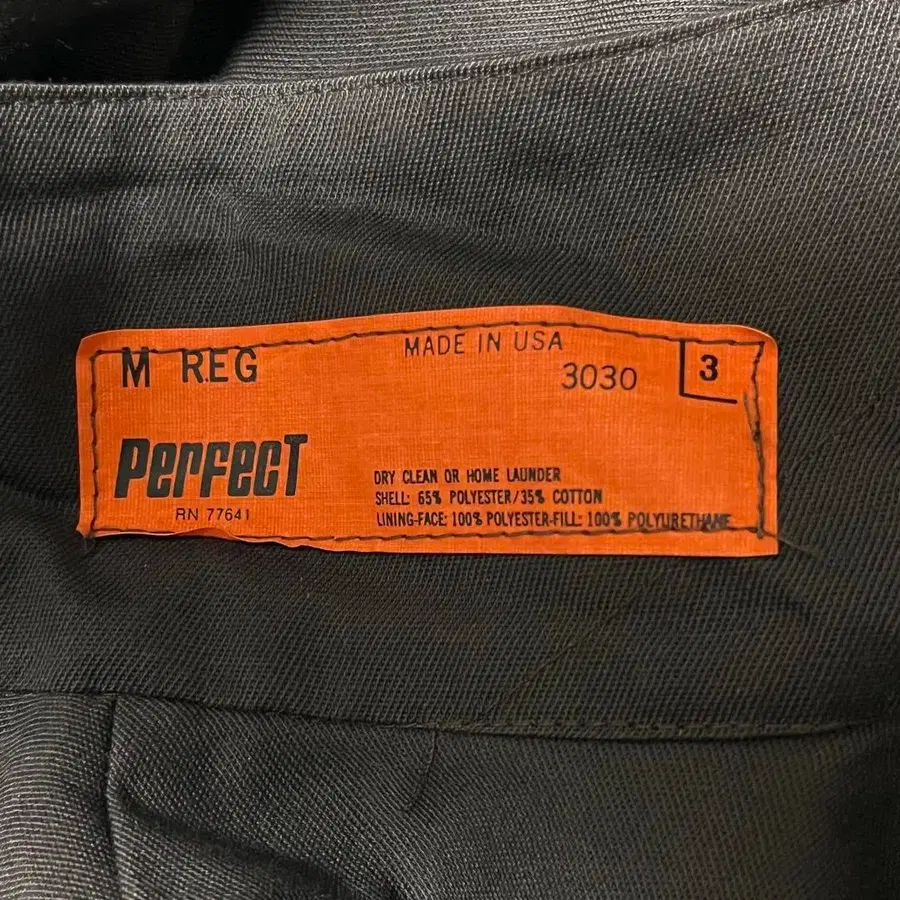 M REG
MADE IN USA
3030
3
PerFecT
RN 77641
DRY CLEAN OR HOME LAUNDER
SHELL: 65% POLYESTER/35% COTTON
LINING-FACE: 100% POLYESTER-FILL: 100% POLYURETHANE